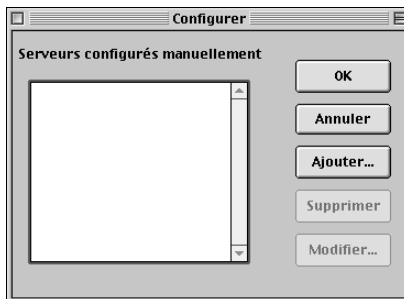 Configurer
Serveurs configurés manuellement
OK
Annuler
Ajouter...
Supprimer
Modifier...